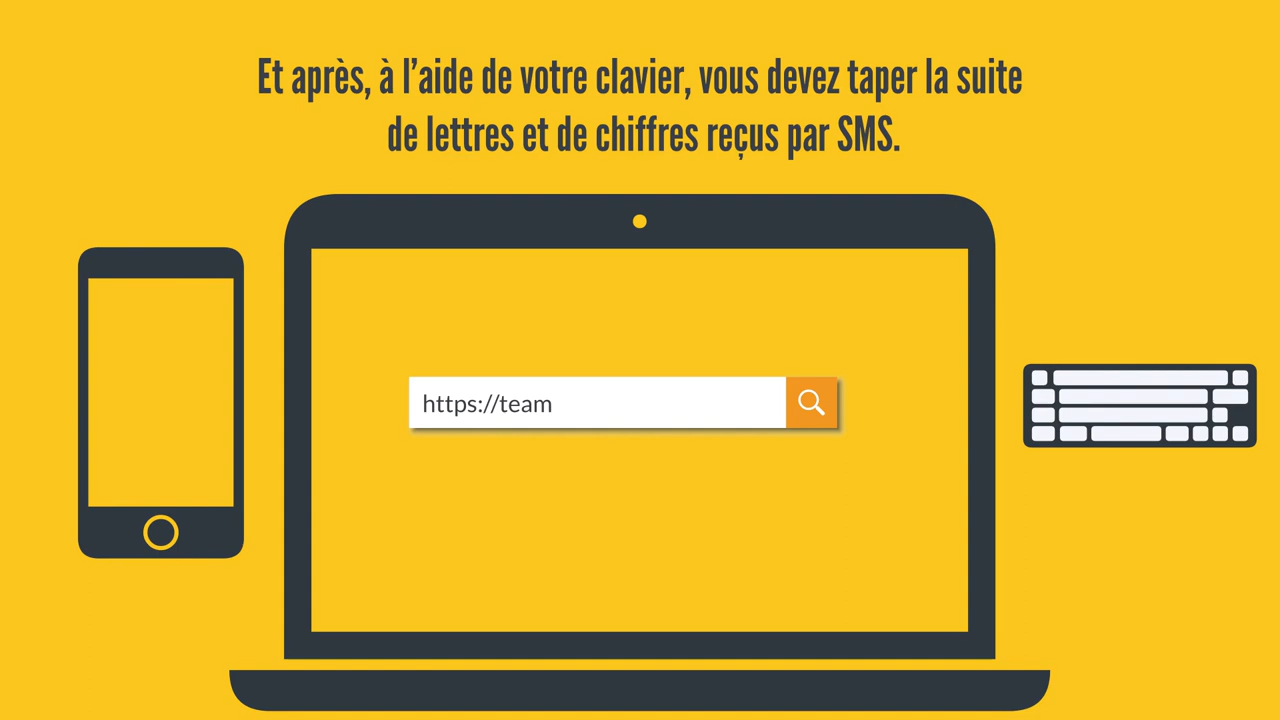 Et après, à l’aide de votre clavier, vous devez taper la suite
de lettres et de chiffres reçus par SMS.
https://team